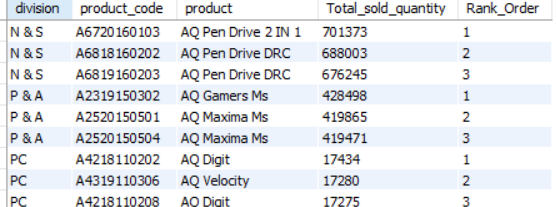 division product_code product Total_sold_quantity Rank_Order
N & S A6720160103 AQ Pen Drive 2 IN 1 701373 1
N & S A6818160202 AQ Pen Drive DRC 688003 2
N & S A6819160203 AQ Pen Drive DRC 676245 3
P & A A2319150302 AQ Gamers Ms 428498 1
P & A A2520150501 AQ Maxima Ms 419865 2
P & A A2520150504 AQ Maxima Ms 419471 3
PC A4218110202 AQ Digit 17434 1
PC A4319110306 AQ Velocity 17280 2
PC A4218110208 AQ Digit 17275 3